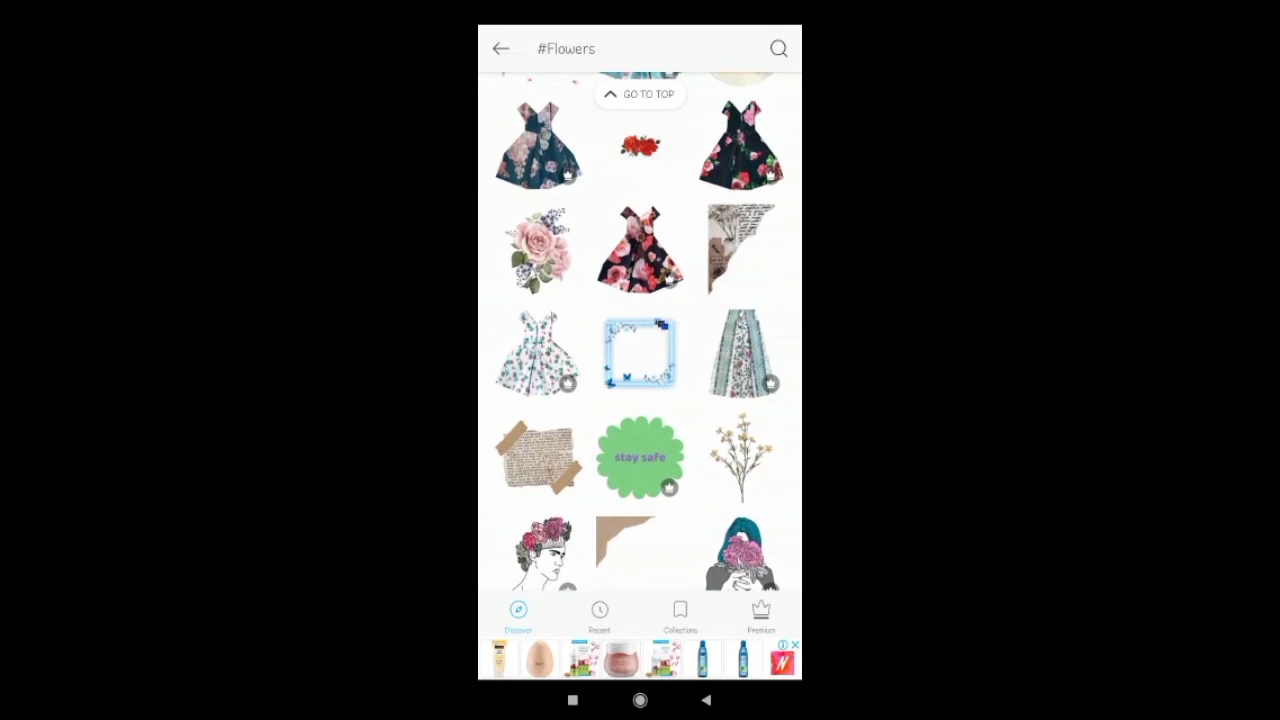 #Flowers
GO TO TOP
stay safe
Discover
Recent
Collections
Premium
N